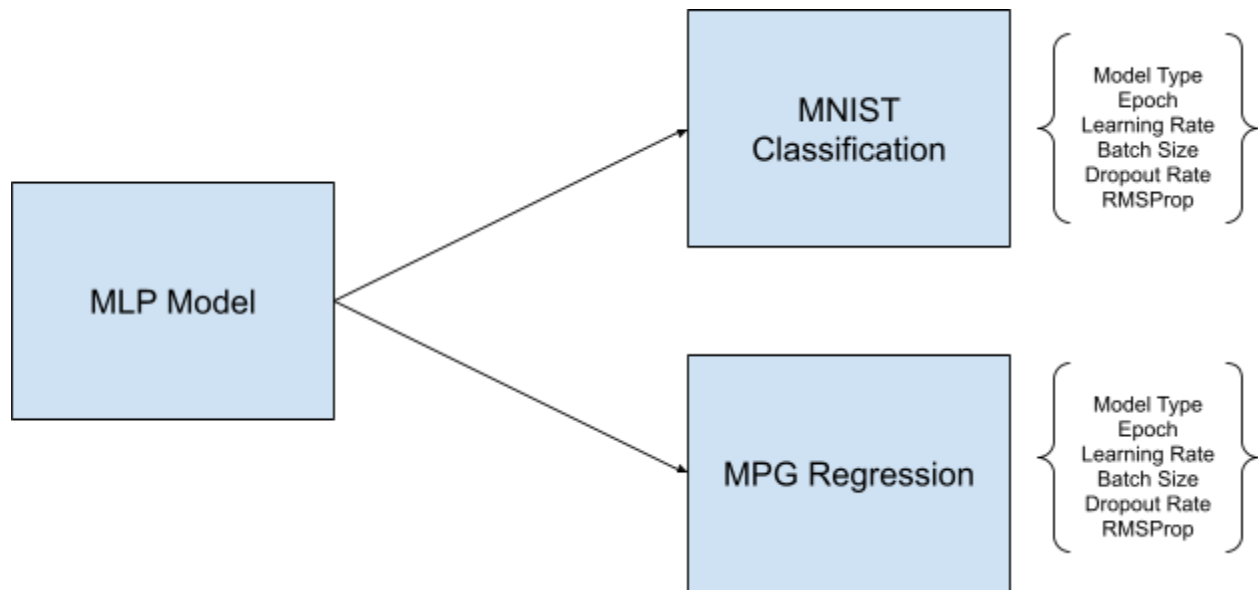 MLP Model
MNIST
Classification
Model Type
Epoch
Learning Rate
Batch Size
Dropout Rate
RMSProp
MPG Regression
Model Type
Epoch
Learning Rate
Batch Size
Dropout Rate
RMSProp